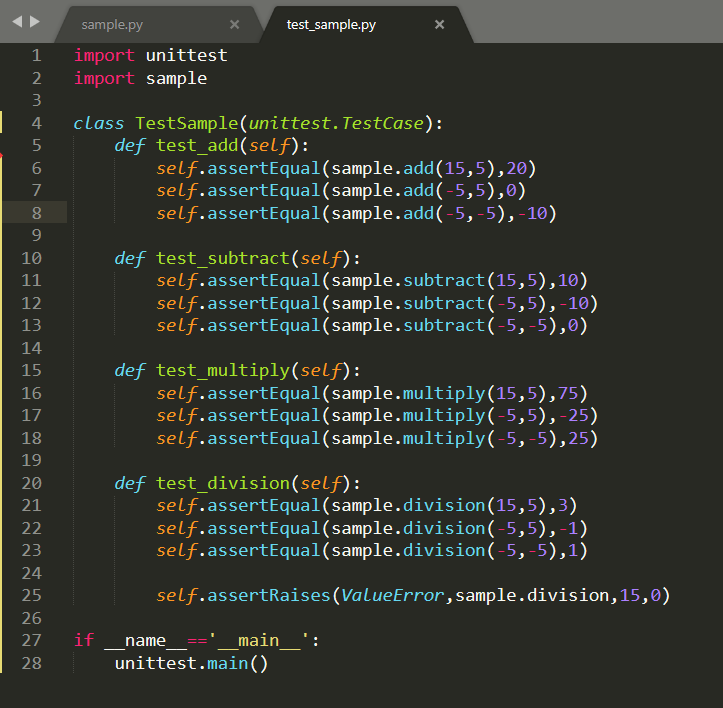 sample.py × test_sample.py ×
1 import unittest
2 import sample
3
4 class TestSample(unittest.TestCase):
5     def test_add(self):
6         self.assertEqual(sample.add(15,5),20)
7         self.assertEqual(sample.add(-5,5),0)
8         self.assertEqual(sample.add(-5,-5),-10)
9
10     def test_subtract(self):
11         self.assertEqual(sample.subtract(15,5),10)
12         self.assertEqual(sample.subtract(-5,5),-10)
13         self.assertEqual(sample.subtract(-5,-5),0)
14
15     def test_multiply(self):
16         self.assertEqual(sample.multiply(15,5),75)
17         self.assertEqual(sample.multiply(-5,5),-25)
18         self.assertEqual(sample.multiply(-5,-5),25)
19
20     def test_division(self):
21         self.assertEqual(sample.division(15,5),3)
22         self.assertEqual(sample.division(-5,5),-1)
23         self.assertEqual(sample.division(-5,-5),1)
24
25         self.assertRaises(ValueError,sample.division,15,0)
26
27 if __name__=='__main__':
28     unittest.main()